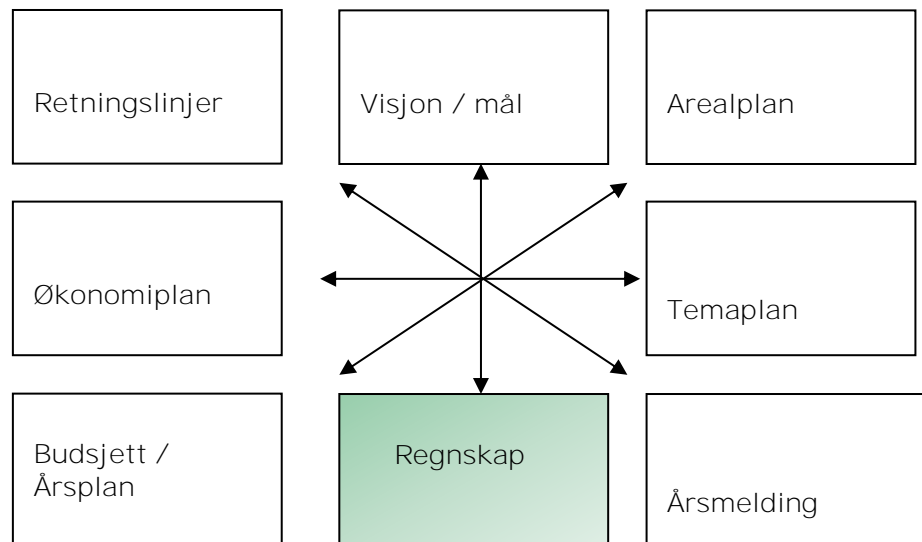 Retningslinjer
Visjon / mål
Arealplan
Økonomiplan
Temaplan
Budsjett /
Årsplan
Regnskap
Årsmelding